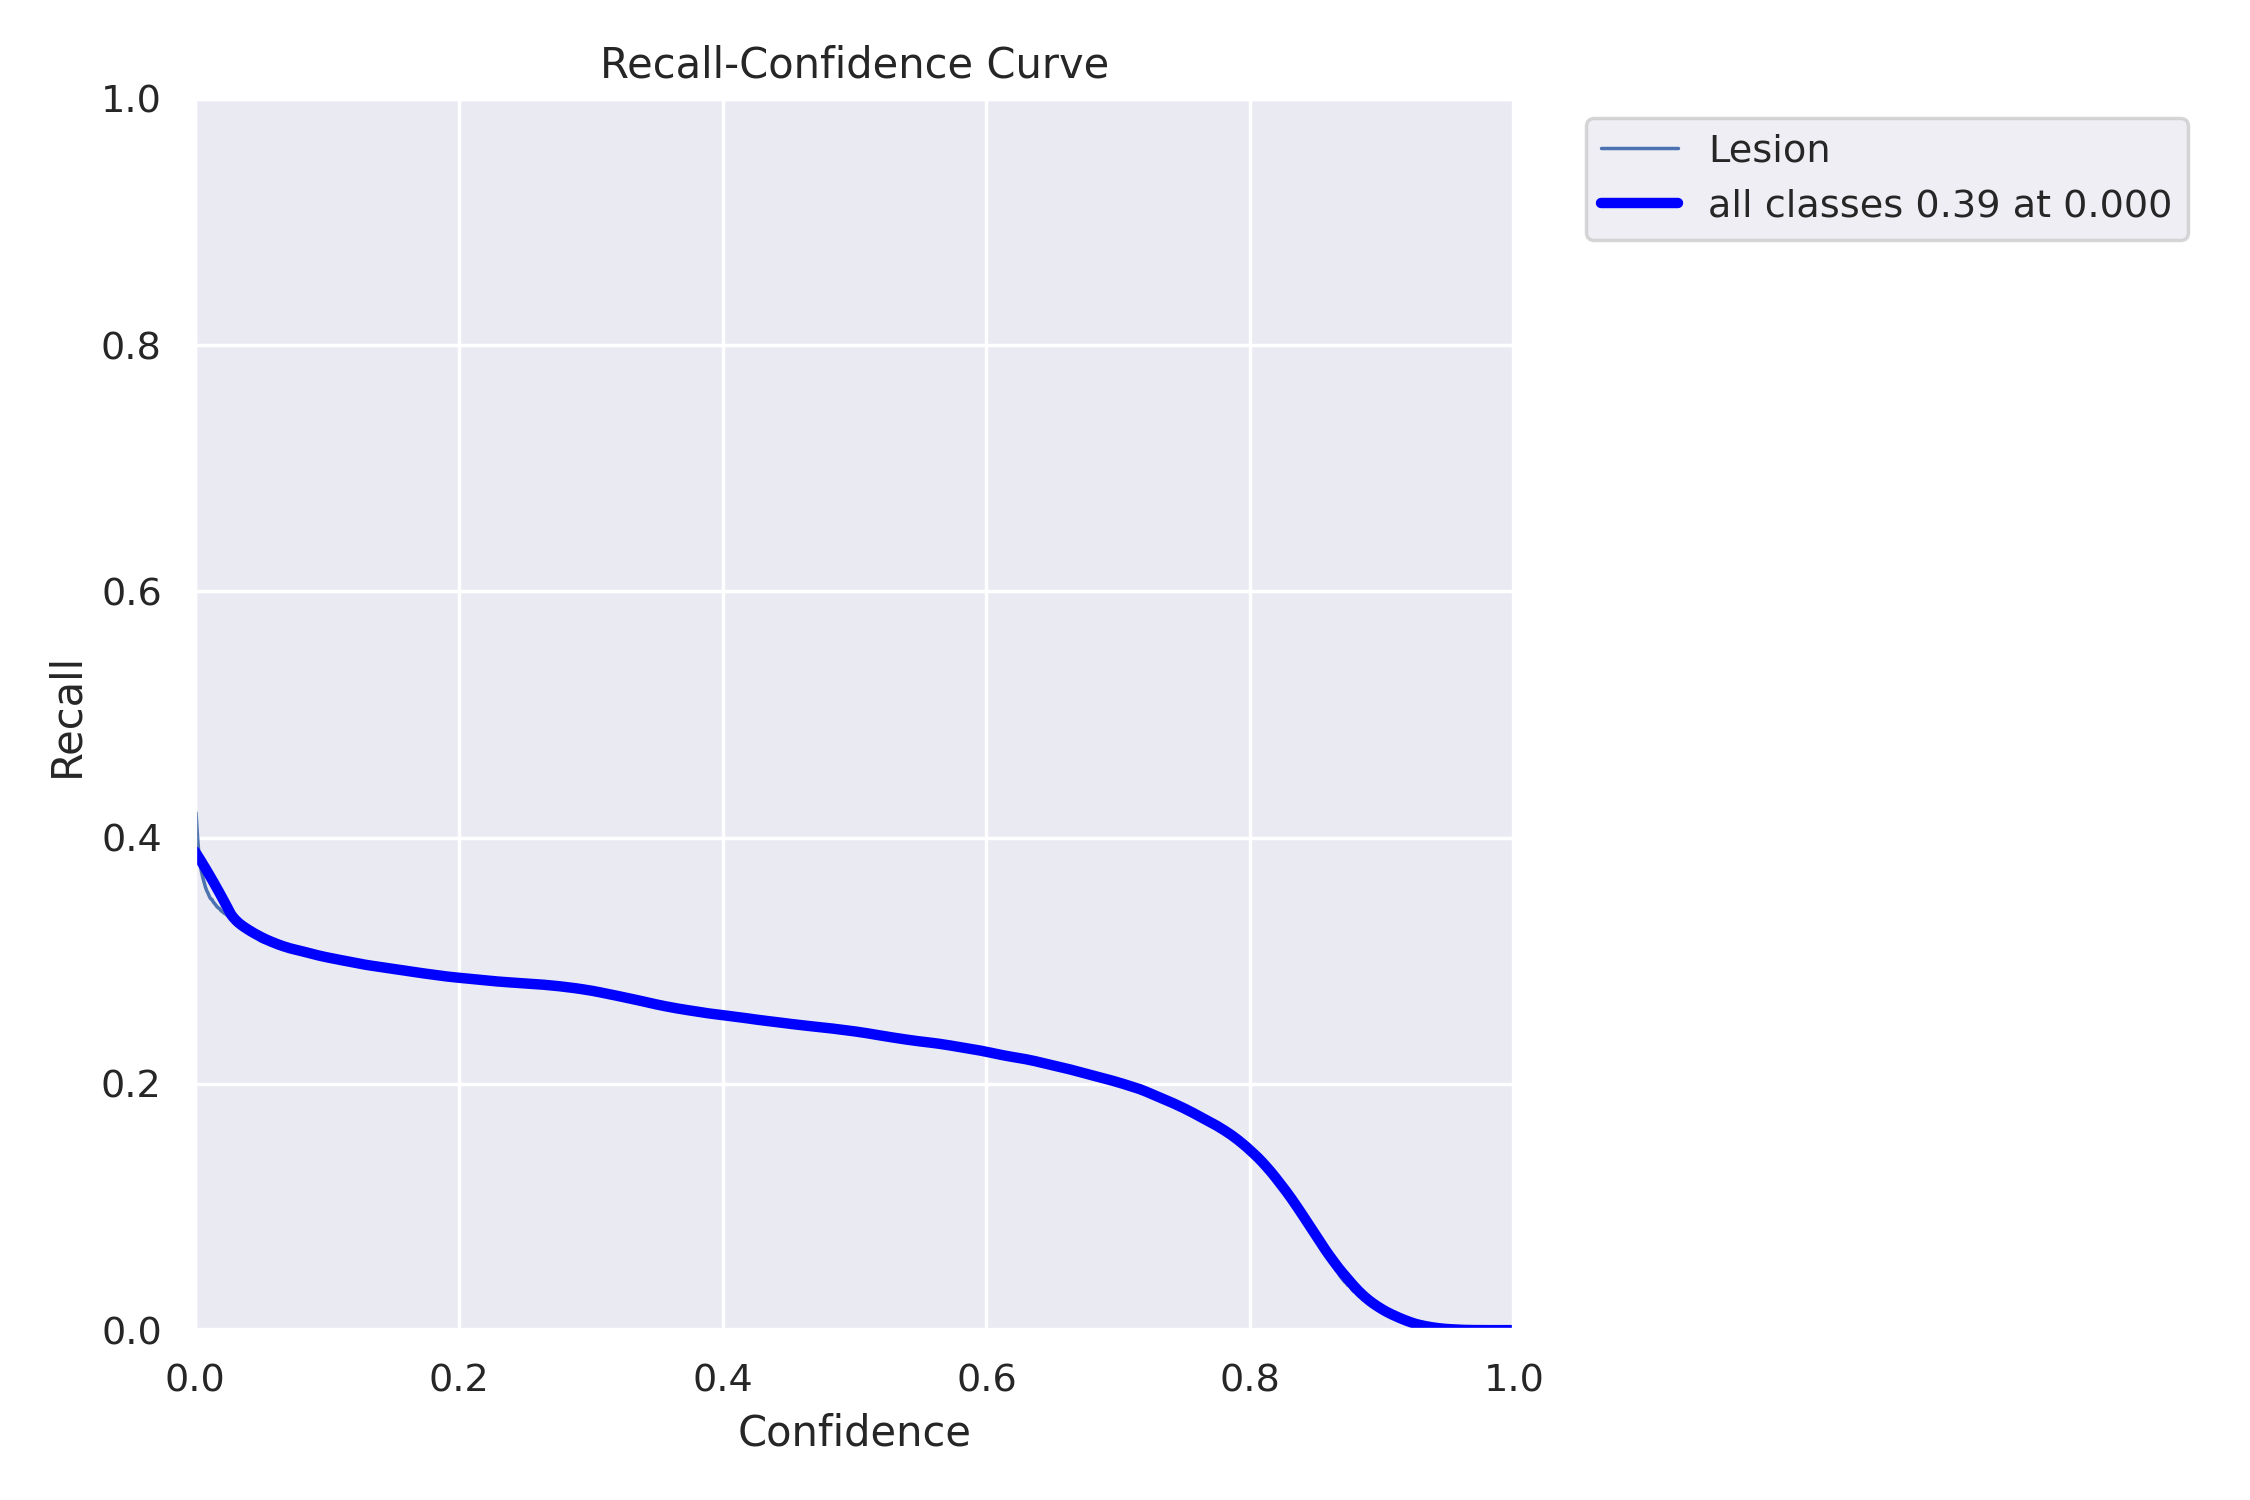 Recall-Confidence Curve
1.0
0.8
0.6
0.4
0.2
0.0
Recall
0.0 0.2 0.4 0.6 0.8 1.0
Confidence
Lesion
all classes 0.39 at 0.000